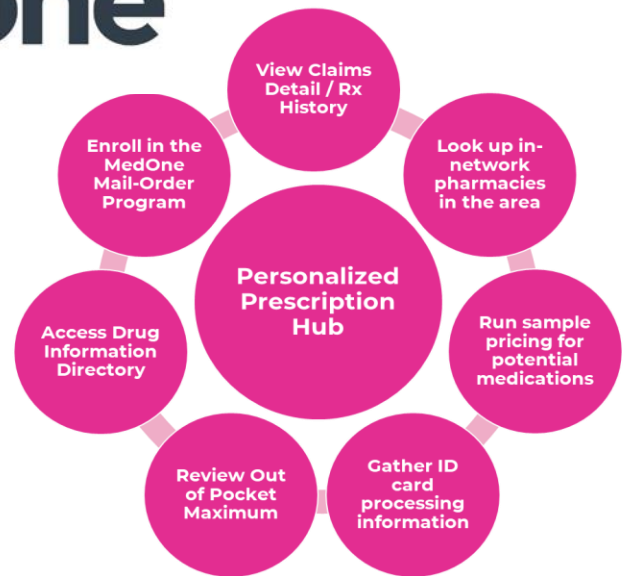 one
View Claims
Detail / Rx
History
Look up in-
network
pharmacies
in the area
Run sample
pricing for
potential
medications
Gather ID
card
processing
information
Review Out
of Pocket
Maximum
Access Drug
Information
Directory
Enroll in the
MedOne
Mail-Order
Program
Personalized
Prescription
Hub